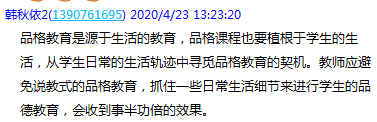 韩秋依2(1390761695) 2020/4/23 13:23:20
品格教育是源于生活的教育，品格课程也要植根于学生的生
活，从学生日常的生活轨迹中寻觅品格教育的契机。教师应避
免说教式的品格教育，抓住一些日常生活细节来进行学生的品
德教育，会收到事半功倍的效果。